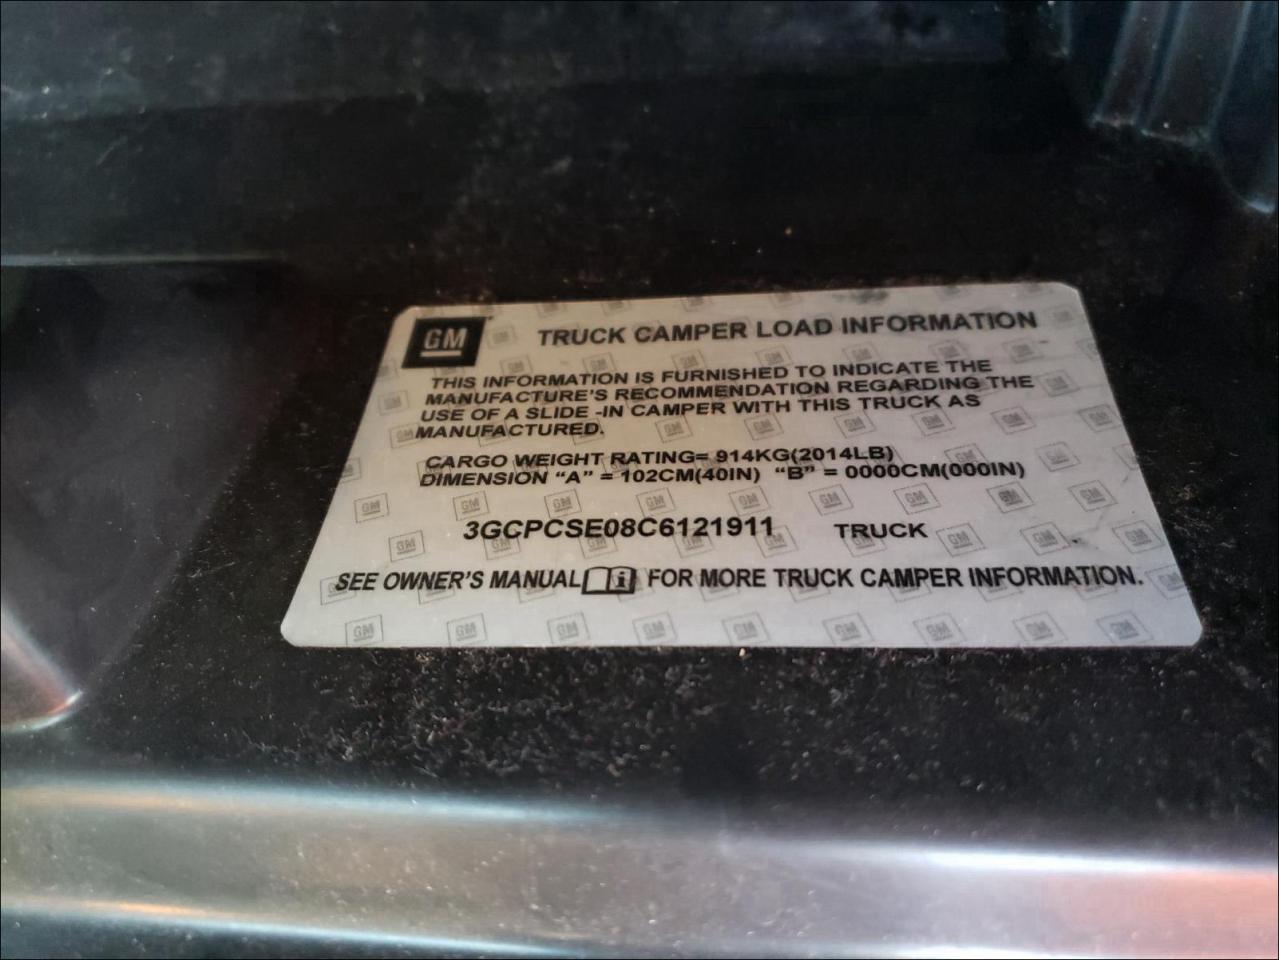 GM
TRUCK CAMPER LOAD INFORMATION
THIS INFORMATION IS FURNISHED TO INDICATE THE
MANUFACTURE'S RECOMMENDATION REGARDING THE
USE OF A SLIDE -IN CAMPER WITH THIS TRUCK AS
MANUFACTURED.
CARGO WEIGHT RATING= 914KG(2014LB)
DIMENSION “A” = 102CM(40IN) “B” = 0000CM(000IN)
3GCPCSE08C6121911 TRUCK
SEE OWNER'S MANUAL FOR MORE TRUCK CAMPER INFORMATION.